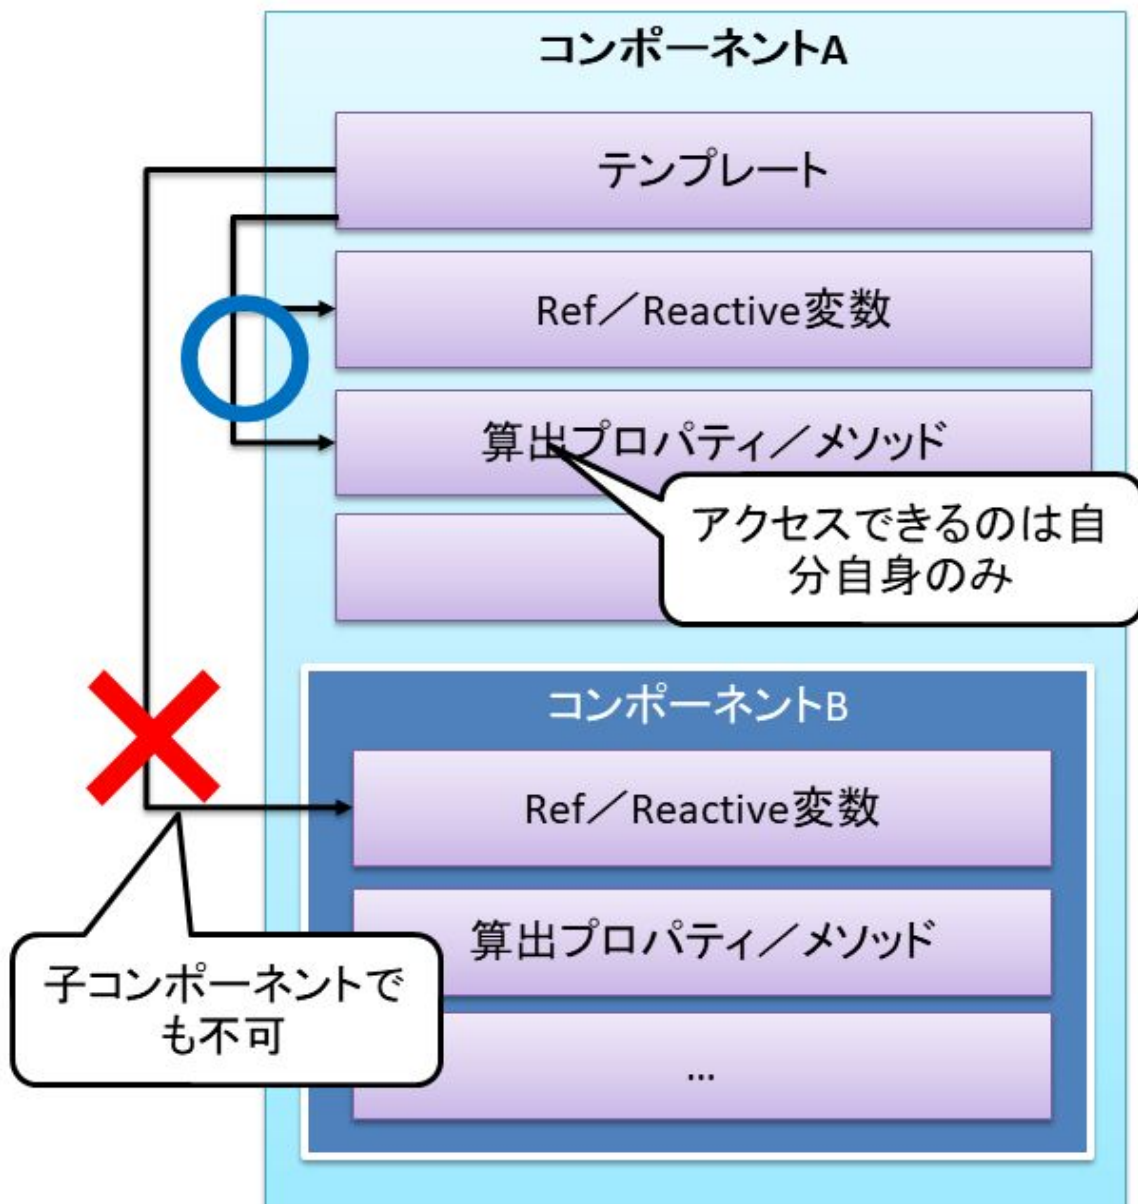 コンポーネントA
テンプレート
Ref／Reactive変数
算出プロパティ／メソッド
アクセスできるのは自
分自身のみ
コンポーネントB
Ref／Reactive変数
算出プロパティ／メソッド
子コンポーネントで
も不可
...